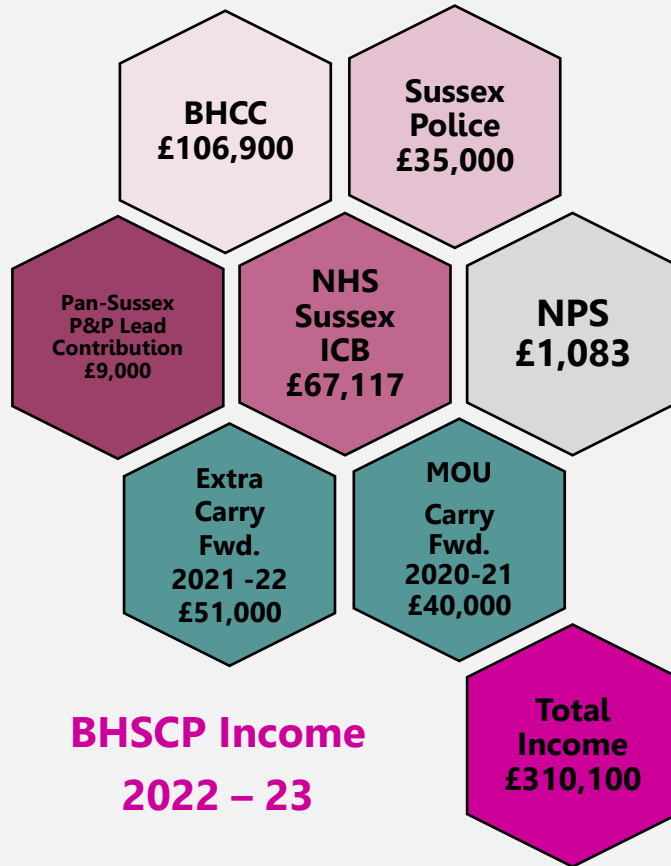 BHCC
£106,900
Sussex
Police
£35,000
Pan-Sussex
P&P Lead
Contribution
£9,000
NHS
Sussex
ICB
£67,117
NPS
£1,083
Extra
Carry
Fwd.
2021 -22
£51,000
MOU
Carry
Fwd.
2020-21
£40,000
BHSCP Income
2022 – 23
Total
Income
£310,100